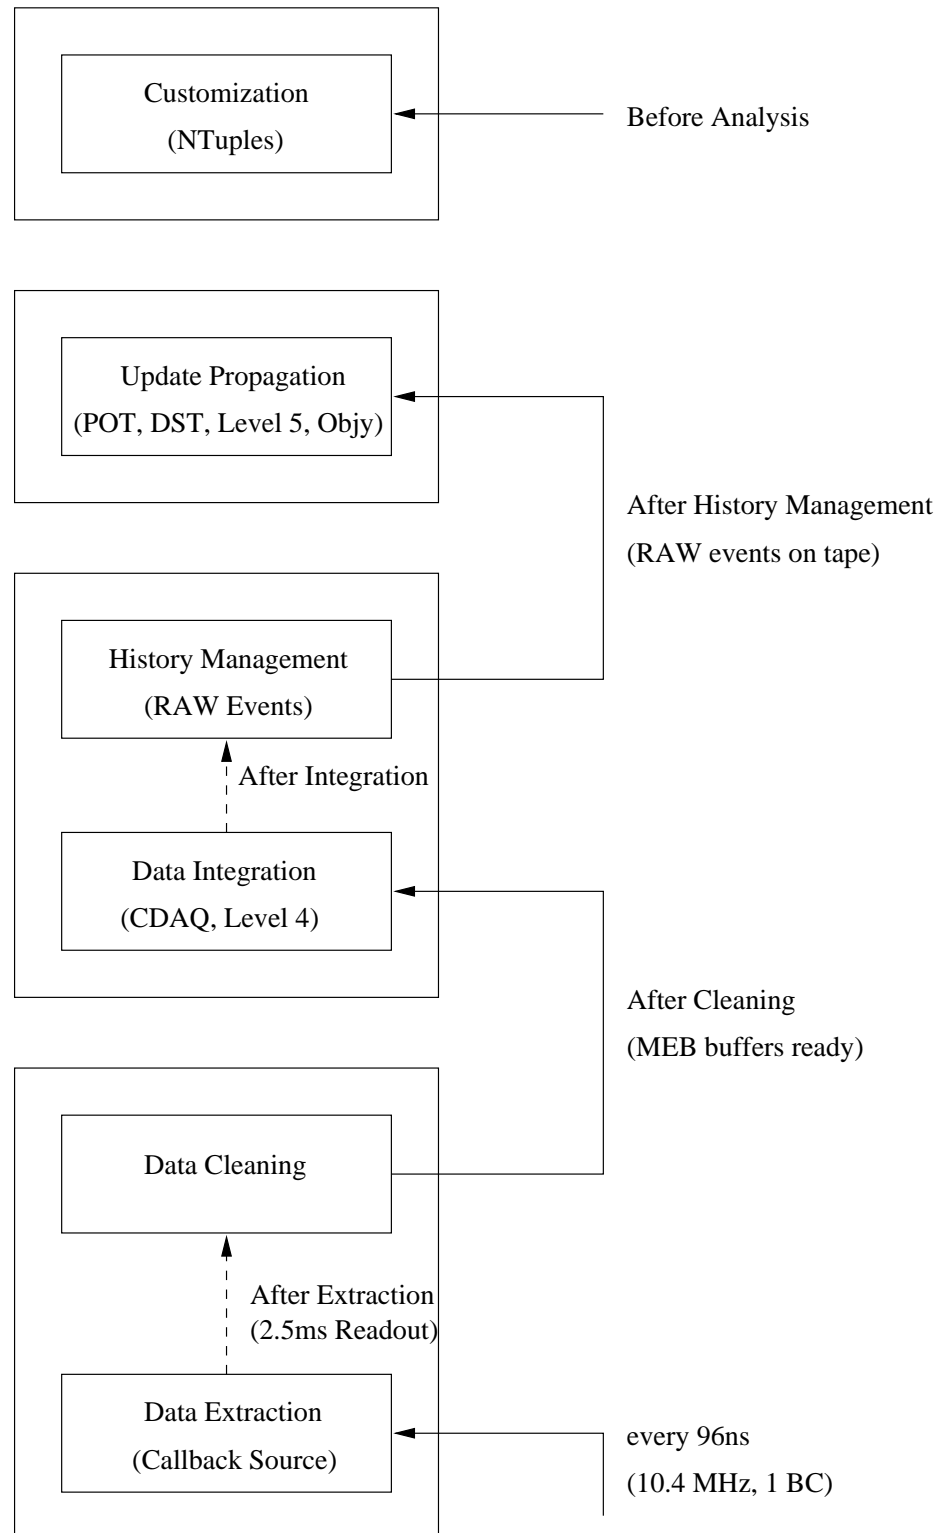 Customization
(NTuples)
Before Analysis
Update Propagation
(POT, DST, Level 5, Objy)
After History Management
(RAW events on tape)
History Management
(RAW Events)
After Integration
Data Integration
(CDAQ, Level 4)
After Cleaning
(MEB buffers ready)
Data Cleaning
After Extraction
(2.5ms Readout)
Data Extraction
(Callback Source)
every 96ns
(10.4 MHz, 1 BC)